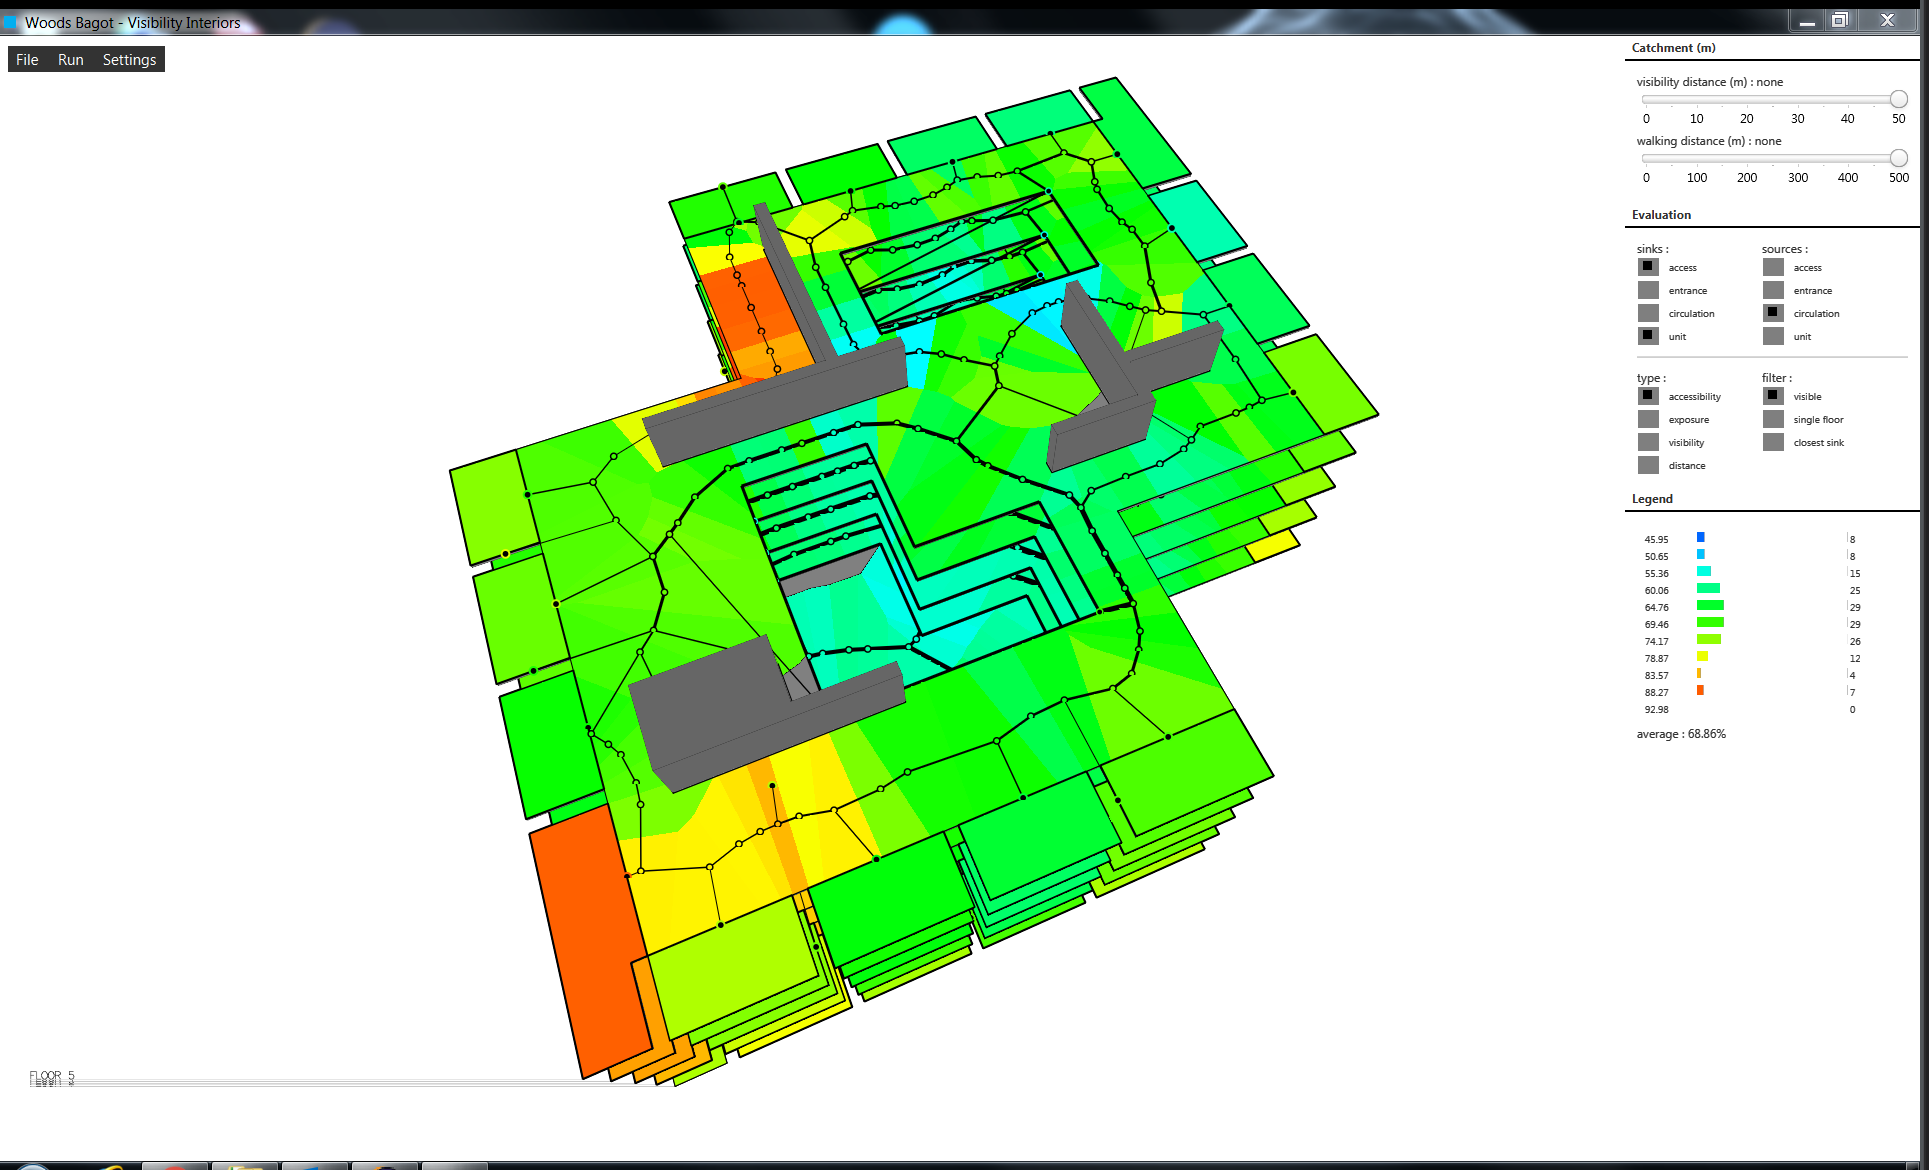 Woods Bagot - Visibility Interiors
File Run Settings
Catchment (m)
visibility distance (m) : none
0 10 20 30 40 50
walking distance (m) : none
0 100 200 300 400 500
Evaluation
sinks : sources :
access access
entrance entrance
circulation circulation
unit unit
type : filter :
accessibility visible
exposure single floor
visibility closest sink
distance
Legend
45.95 8
50.65 8
55.36 15
60.06 25
64.76 29
69.46 29
74.17 26
78.87 12
83.57 4
88.27 7
92.98 0
average : 68.86%
FLOOR 5